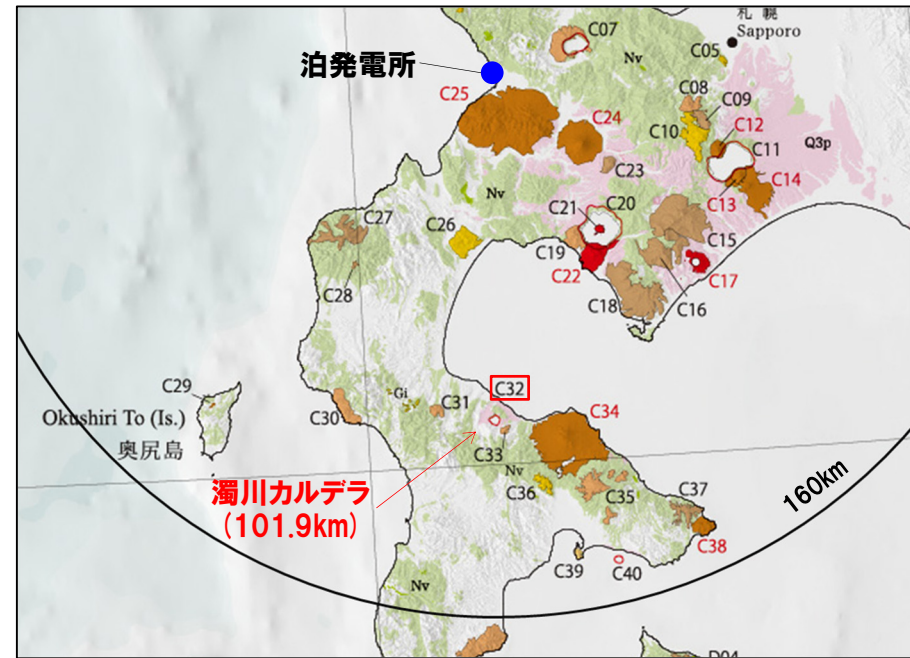 札幌
Sapporo
C07
Nv
C05
泊発電所
C25
C24
C08
C09
C10
C12
C11
Q3p
C23
C14
C13
Nv
C21
C20
C27
C26
C19
C15
C22
C17
C28
C16
C18
C29
Okushiri To (Is.)
奥尻島
C30
Gi
C31
C32
C34
C33
Nv
C36
C35
濁川カルデラ
(101.9km)
C37
160km
C38
C39
C40
Nv
D04